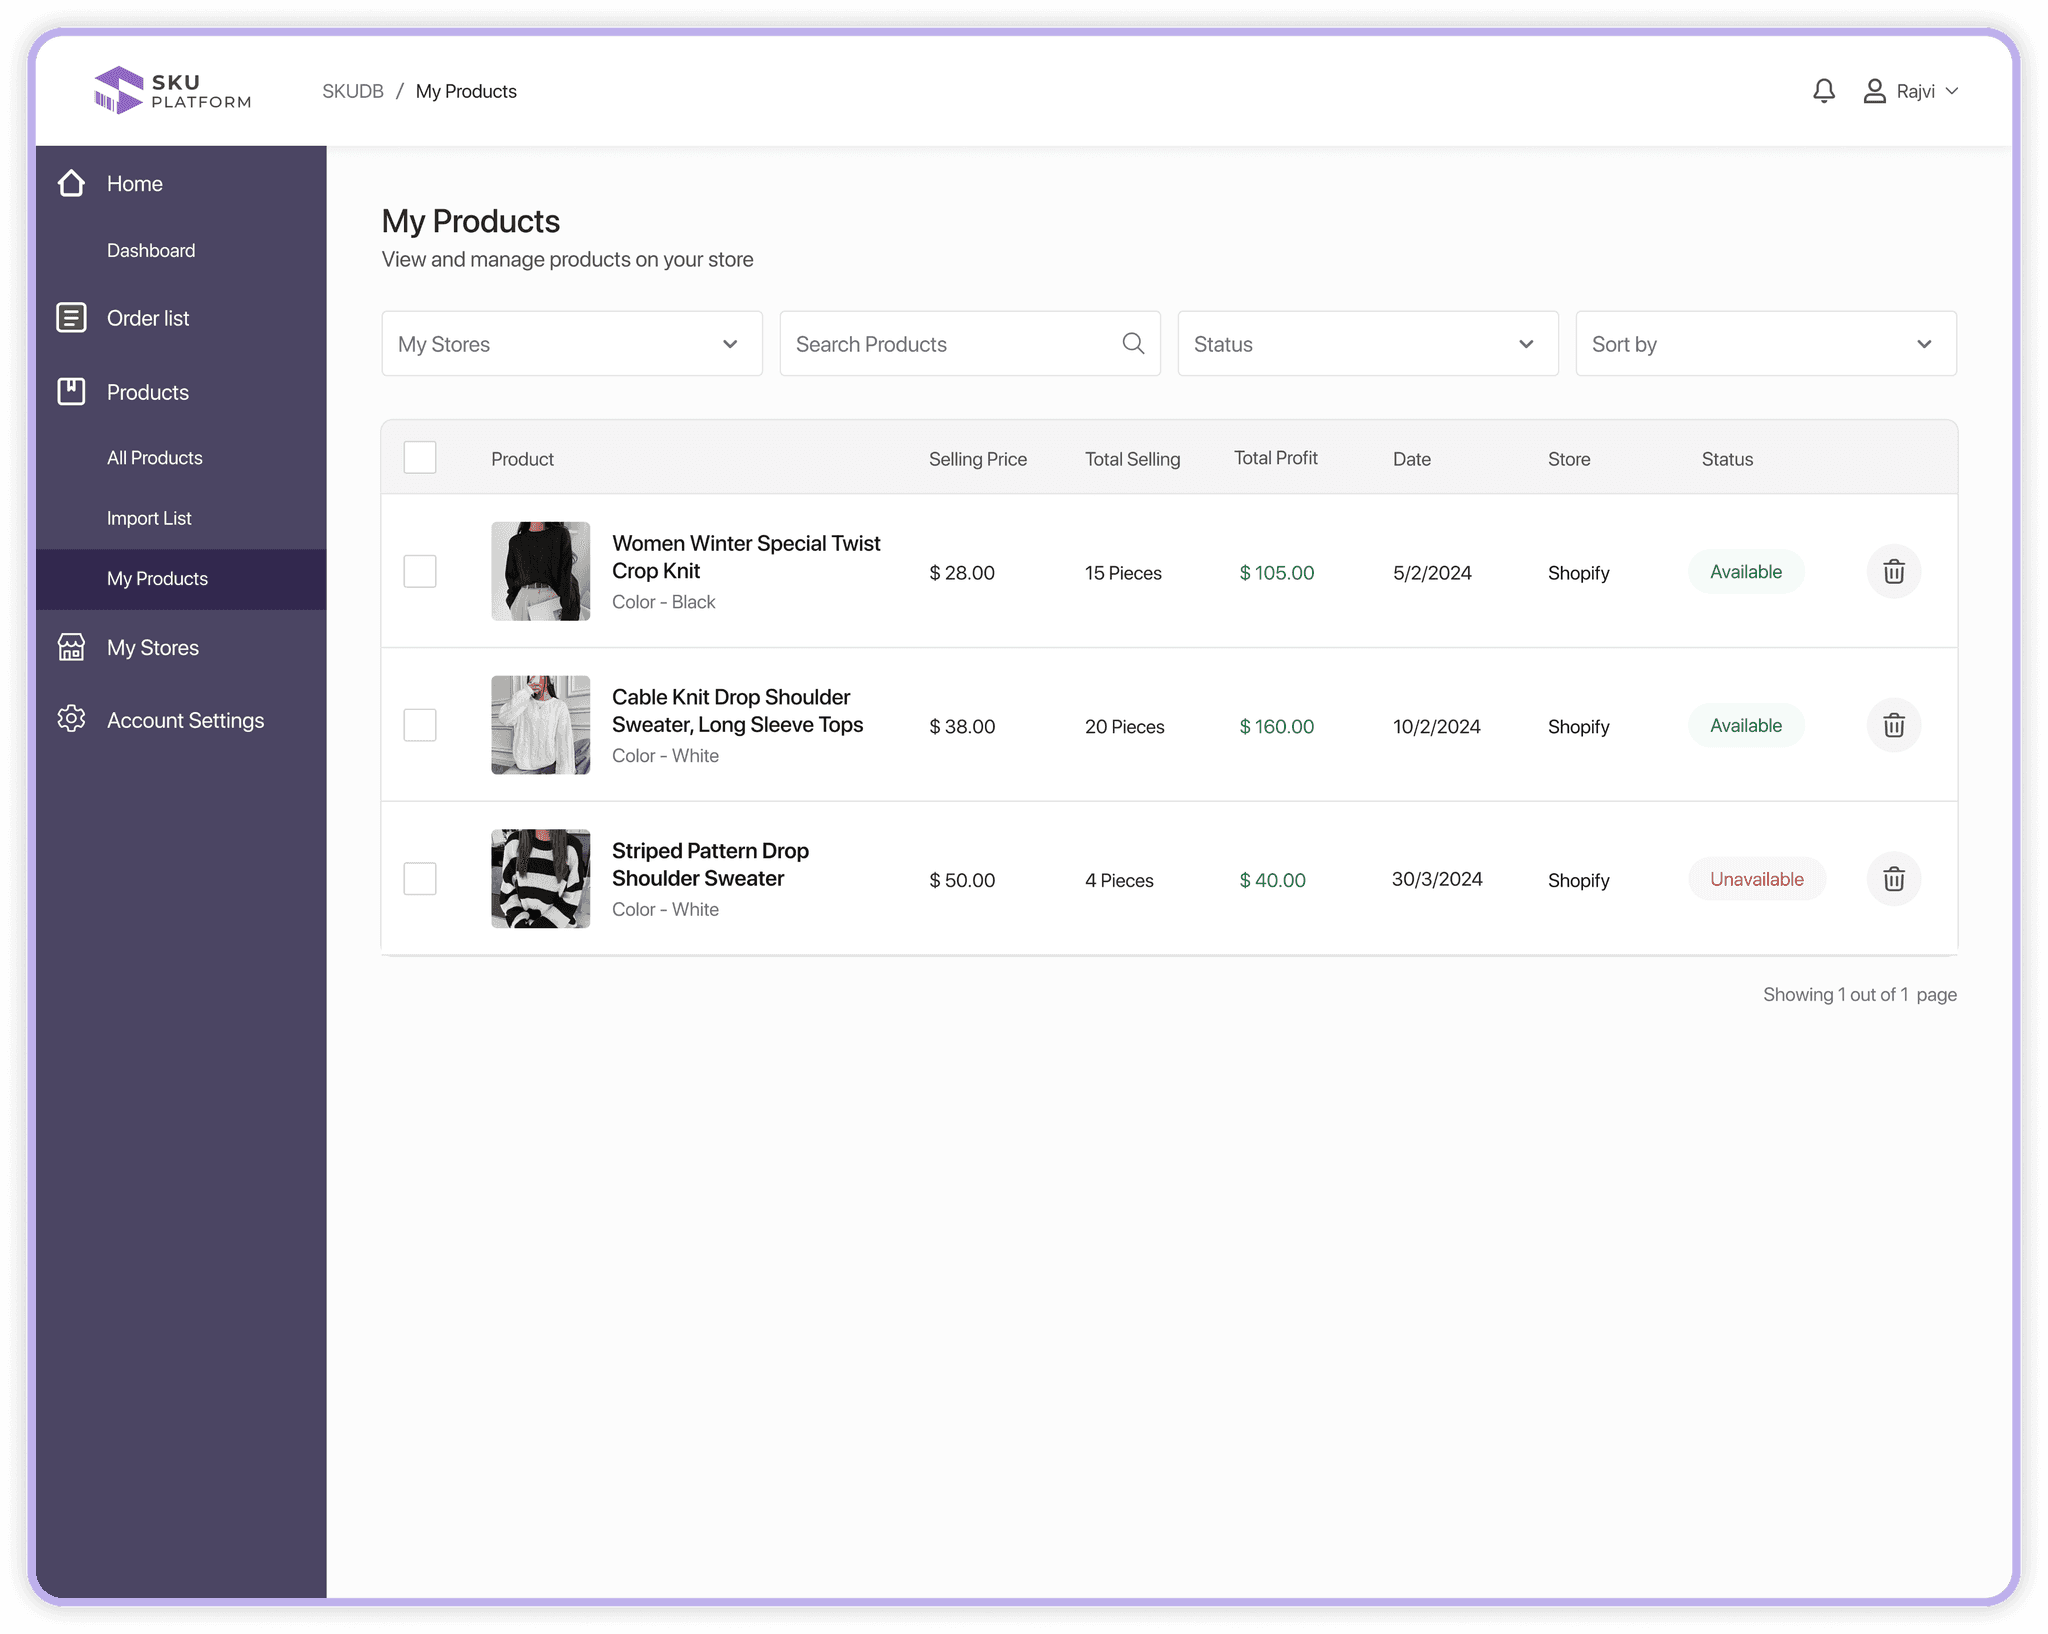 SKU
PLATFORM
SKUDB / My Products
Rajvi
Home
Dashboard
Order list
Products
All Products
Import List
My Products
My Stores
Account Settings
My Products
View and manage products on your store
My Stores
Search Products
Status
Sort by
Product Selling Price Total Selling Total Profit Date Store Status
Women Winter Special Twist
Crop Knit
Color - Black
$ 28.00 15 Pieces $ 105.00 5/2/2024 Shopify Available
Cable Knit Drop Shoulder
Sweater, Long Sleeve Tops
Color - White
$ 38.00 20 Pieces $ 160.00 10/2/2024 Shopify Available
Striped Pattern Drop
Shoulder Sweater
Color - White
$ 50.00 4 Pieces $ 40.00 30/3/2024 Shopify Unavailable
Showing 1 out of 1 page